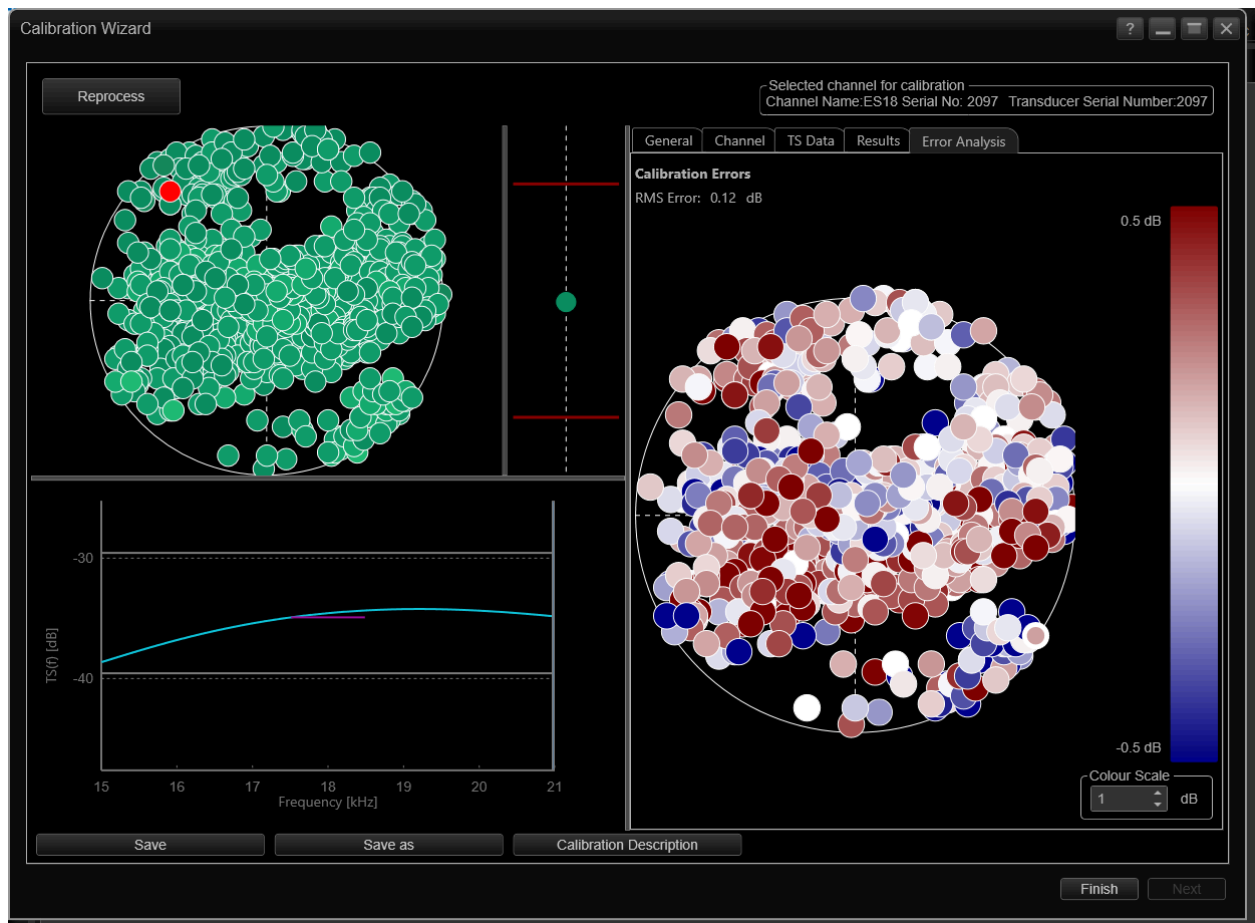 Calibration Wizard
?
Reprocess
Selected channel for calibration
Channel Name:ES18 Serial No: 2097 Transducer Serial Number:2097
General Channel TS Data Results Error Analysis
Calibration Errors
RMS Error: 0.12 dB
0.5 dB
-0.5 dB
Colour Scale
1 dB
-30
-40
TS(f) [dB]
15 16 17 18 19 20 21
Frequency [kHz]
Save Save as Calibration Description
Finish Next